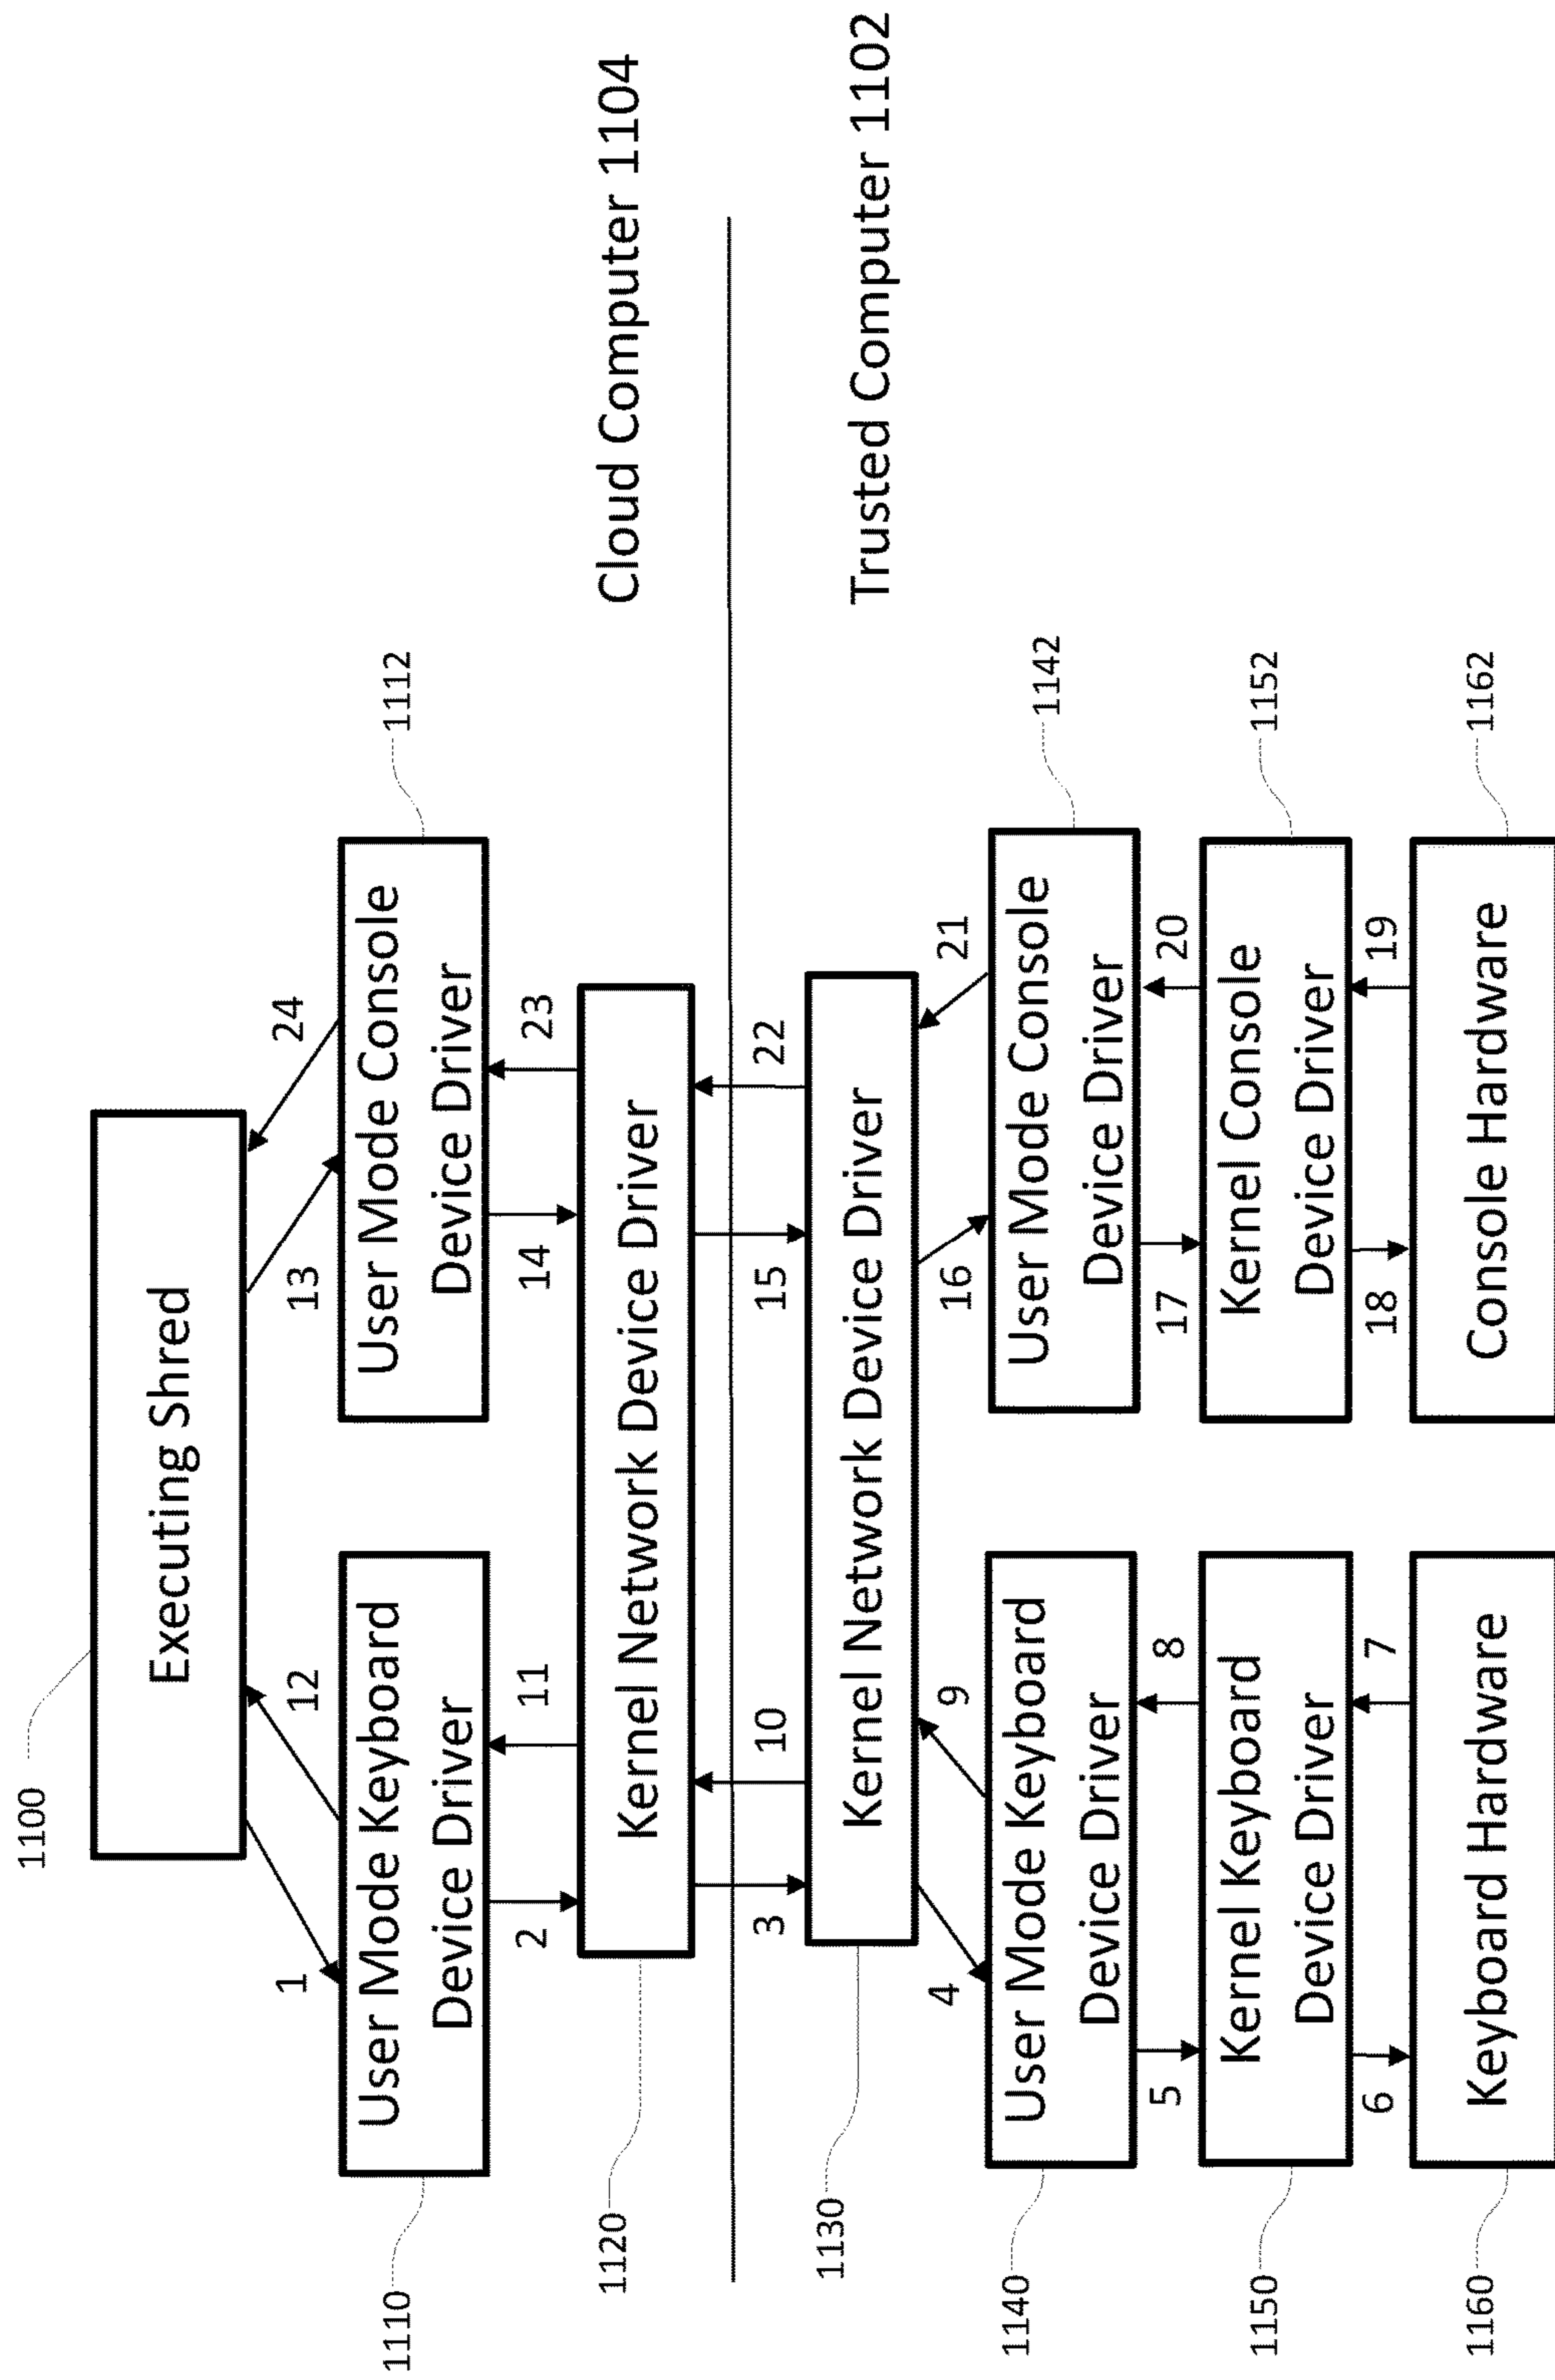 1100
Executing Shred
1
12
13
24
1110
User Mode Keyboard
Device Driver
User Mode Console
Device Driver
1112
2
11
14
23
Cloud Computer 1104
1120
Kernel Network Device Driver
3
10
15
22
Trusted Computer 1102
1130
Kernel Network Device Driver
4
9
16
21
1140
User Mode Keyboard
Device Driver
User Mode Console
Device Driver
1142
5
8
17
20
1150
Kernel Keyboard
Device Driver
Kernel Console
Device Driver
1152
6
7
18
19
1160
Keyboard Hardware
Console Hardware
1162